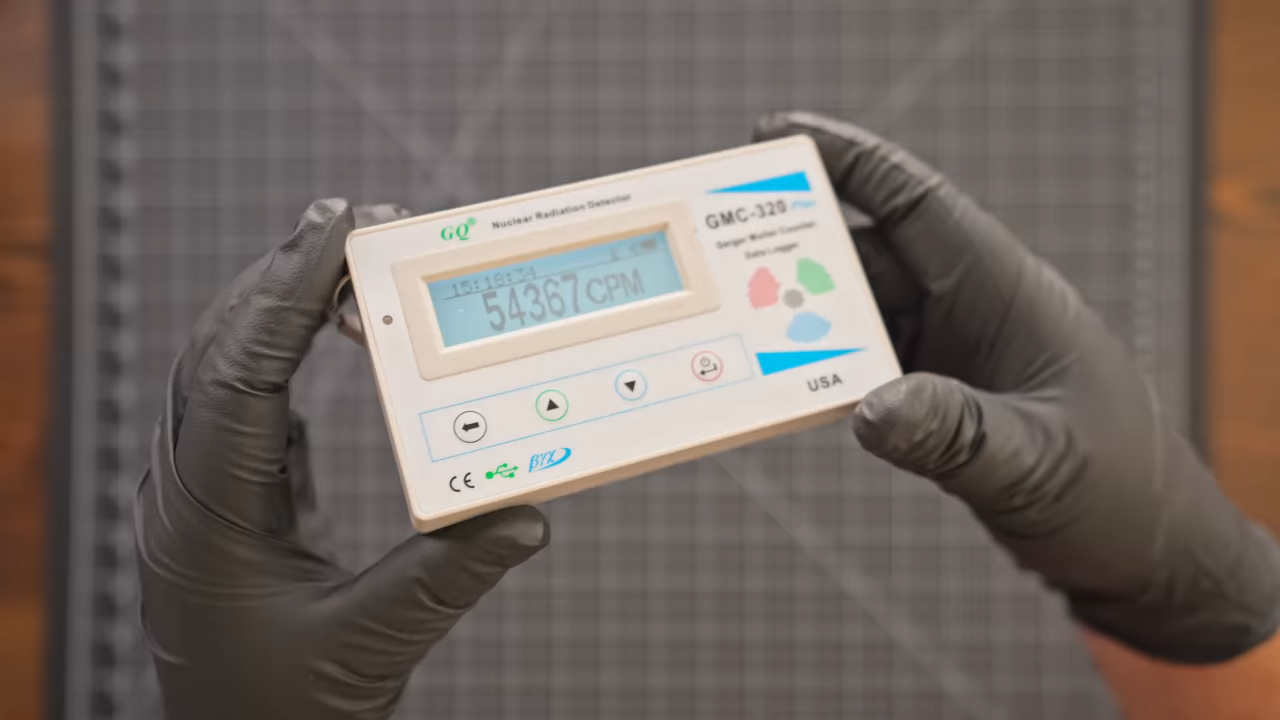 GQ® Nuclear Radiation Detector
GMC-320 Plus
Geiger Muller Counter
Data Logger
15:18:34
54367 CPM
USA
CE βγχ